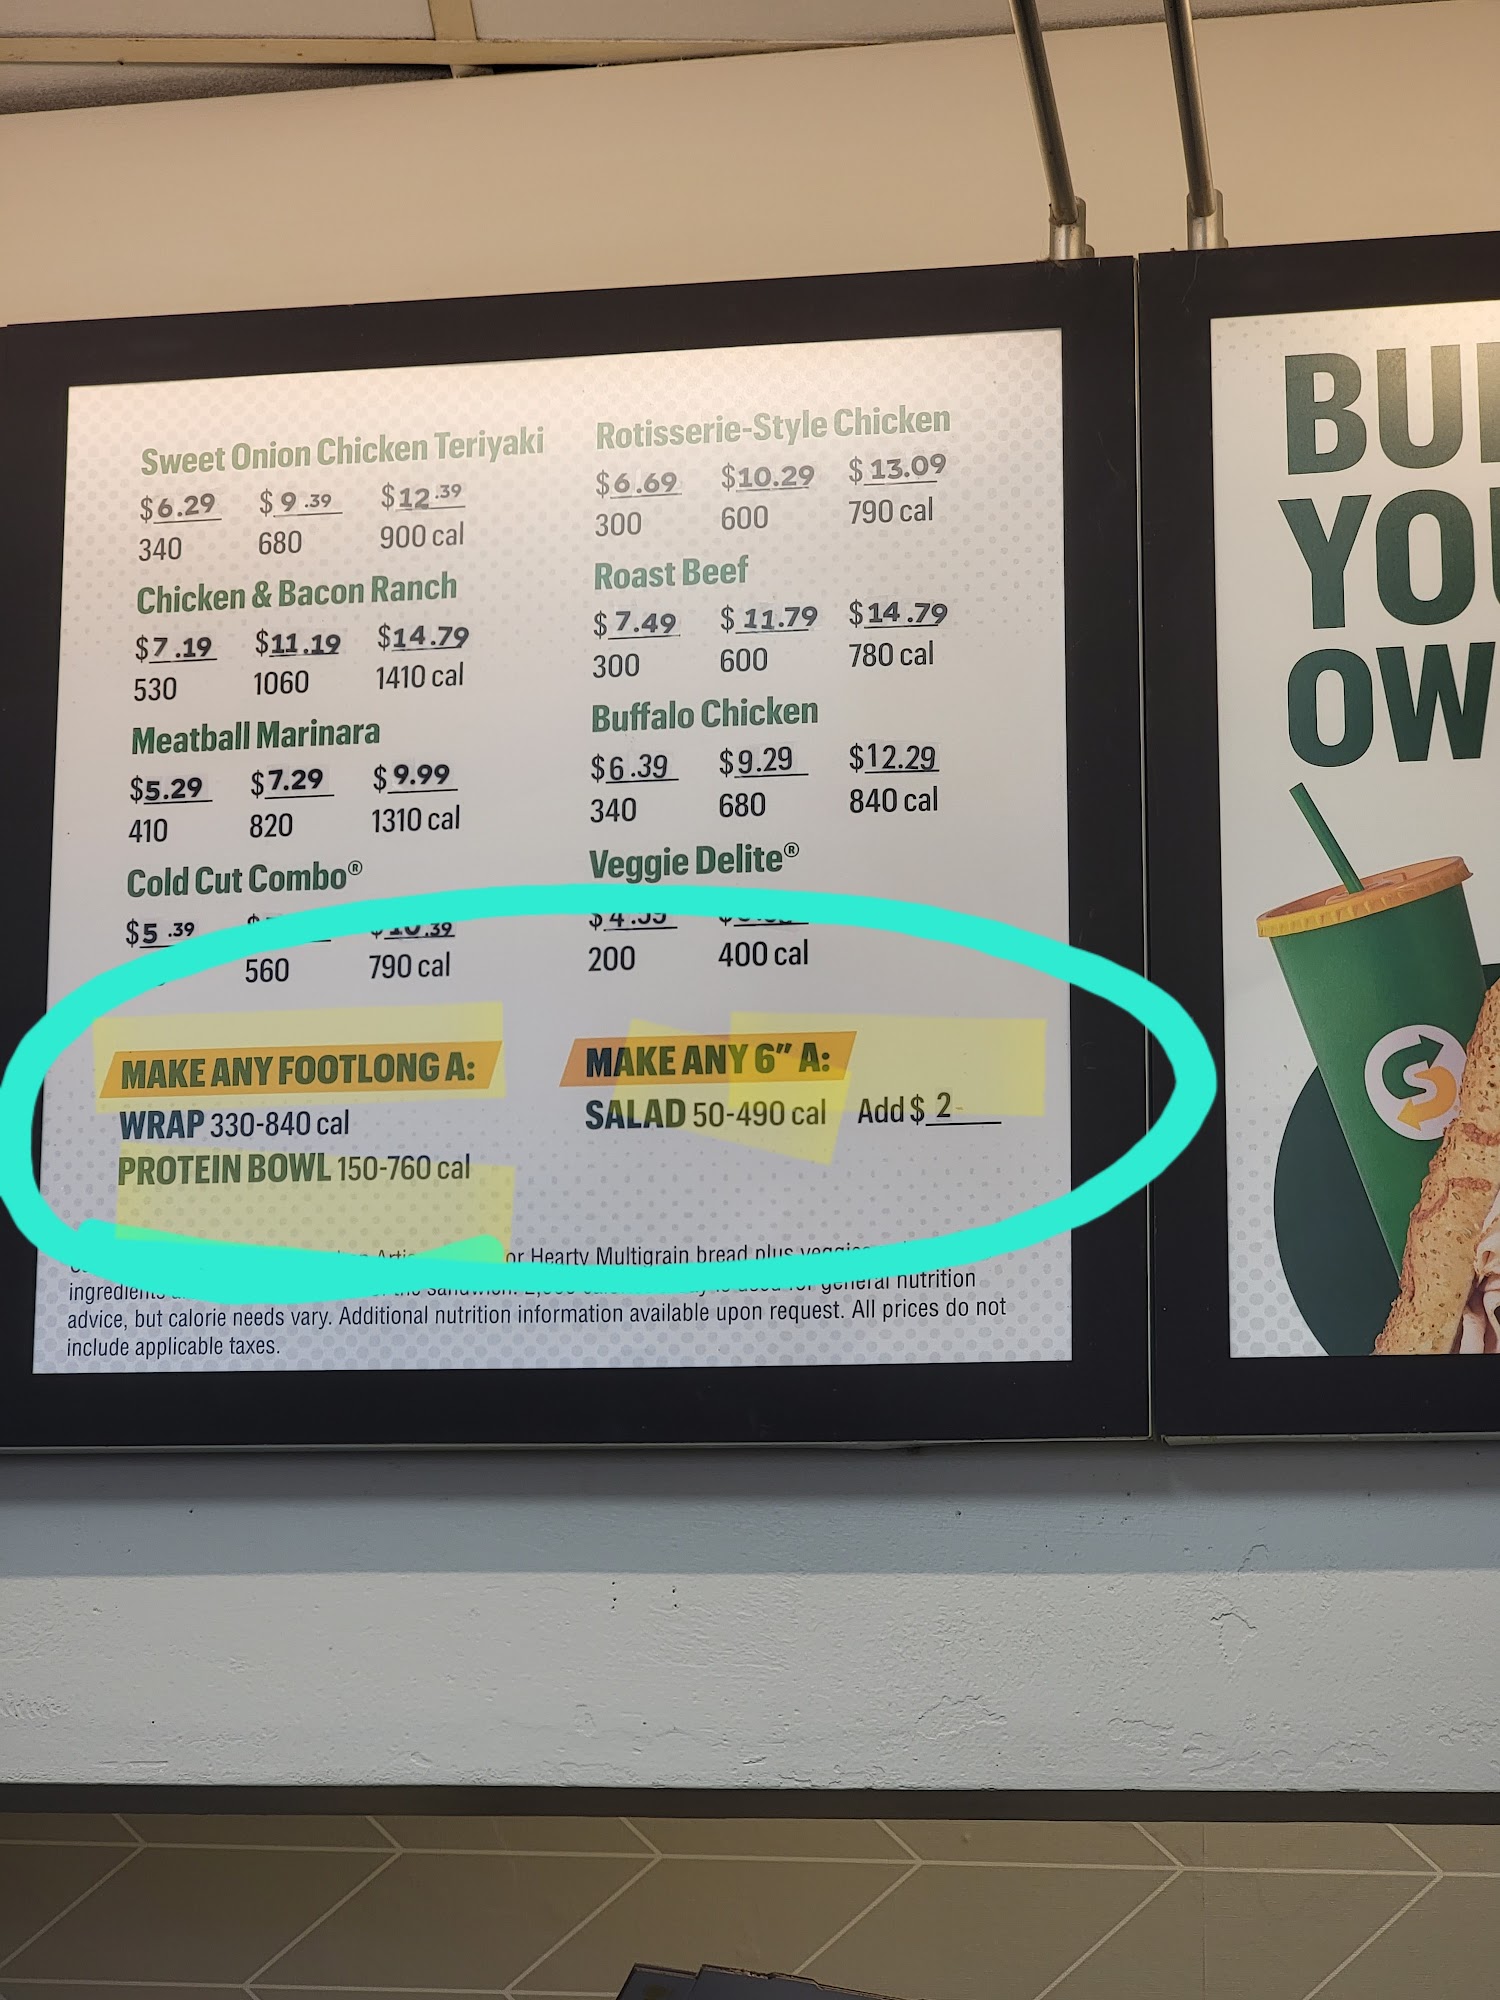 Sweet Onion Chicken Teriyaki
$6.29 $9.39 $12.39
340 680 900 cal
Chicken & Bacon Ranch
$7.19 $11.19 $14.79
530 1060 1410 cal
Meatball Marinara
$5.29 $7.29 $9.99
410 820 1310 cal
Cold Cut Combo®
$5.39 $10.39
560 790 cal
Rotisserie-Style Chicken
$6.69 $10.29 $13.09
300 600 790 cal
Roast Beef
$7.49 $11.79 $14.79
300 600 780 cal
Buffalo Chicken
$6.39 $9.29 $12.29
340 680 840 cal
Veggie Delite®
200 400 cal
MAKE ANY FOOTLONG A:
WRAP 330-840 cal
PROTEIN BOWL 150-760 cal
MAKE ANY 6" A:
SALAD 50-490 cal Add $ 2
or Hearty Multigrain bread plus
ingredients general nutrition
advice, but calorie needs vary. Additional nutrition information available upon request. All prices do not
include applicable taxes.
BU
YO
OW